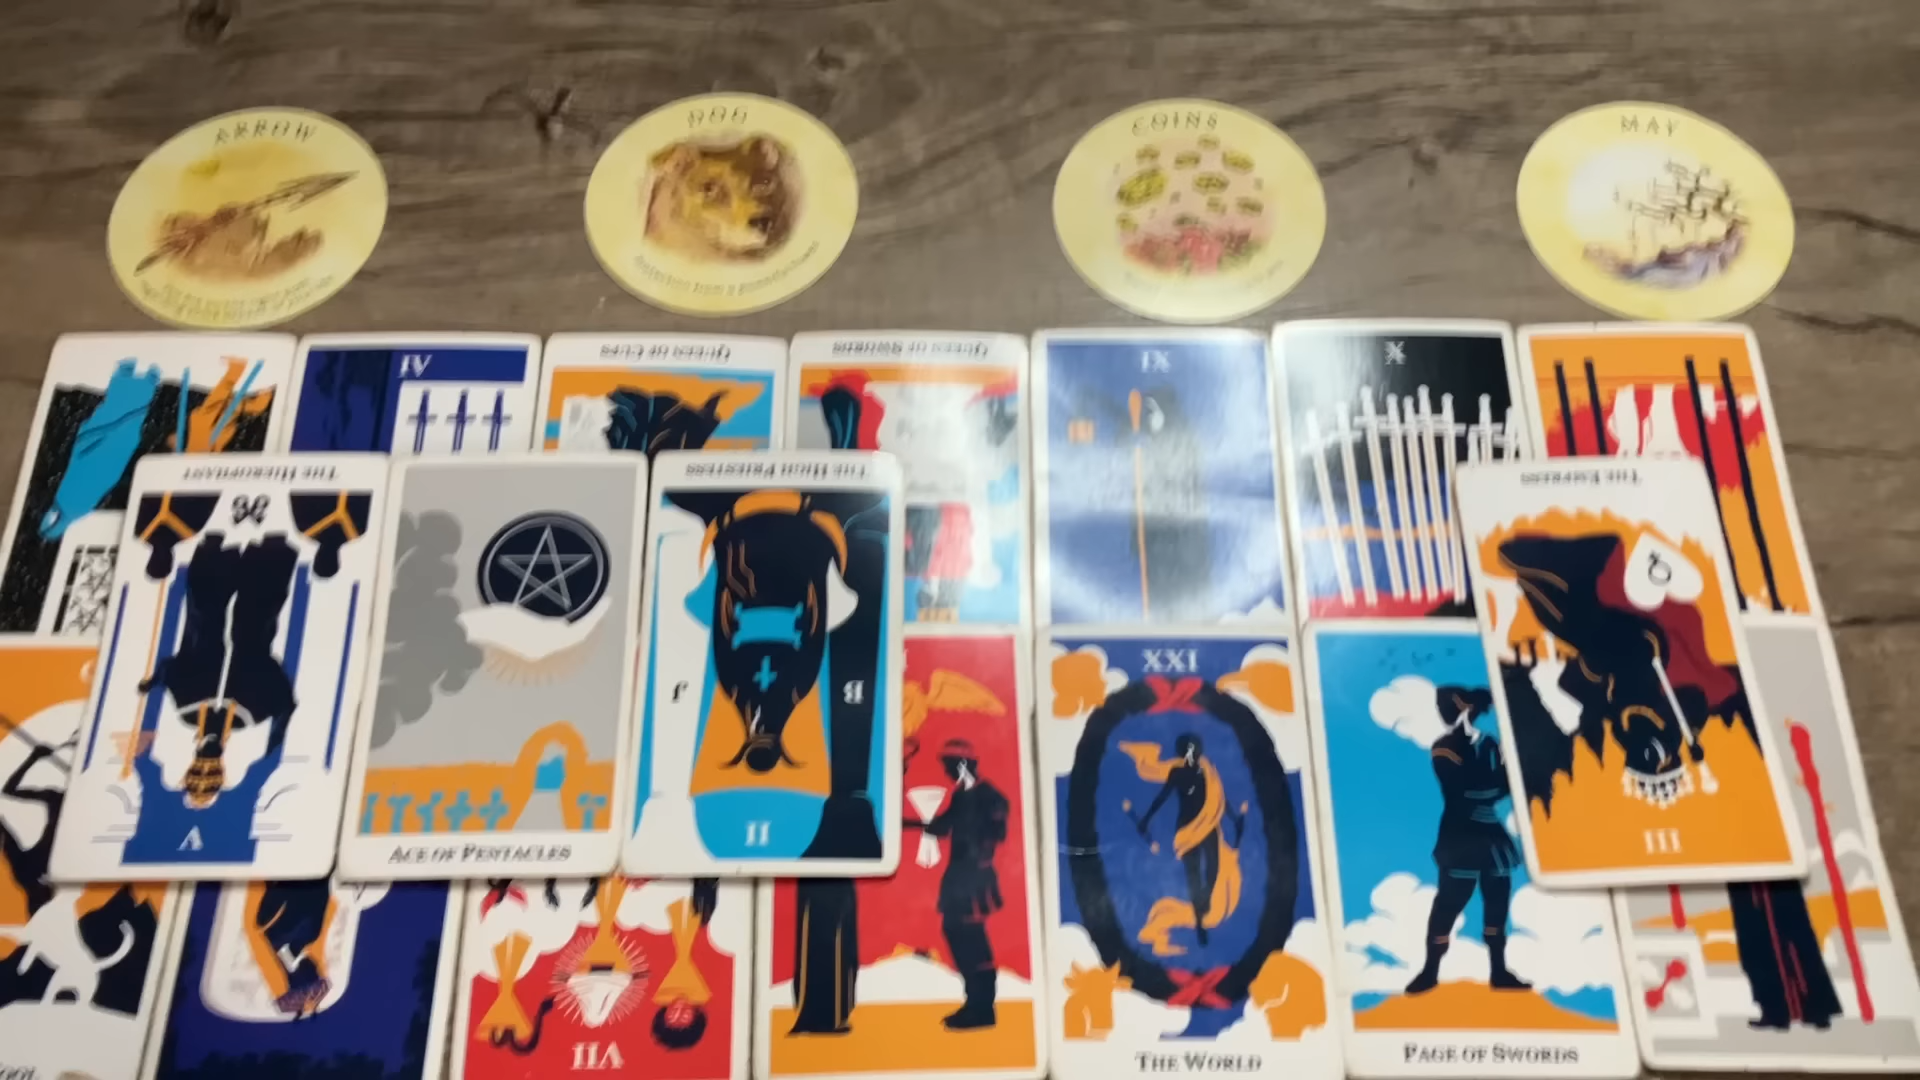 ARROW
DOG
COINS
MAY
IV
QUEEN OF CUPS
QUEEN OF SWORDS
IX
X
THE HIEROPHANT
V
ACE OF PENTACLES
THE HIGH PRIESTESS
J
B
II
THE EMPRESS
III
VII
XXI
THE WORLD
PAGE OF SWORDS